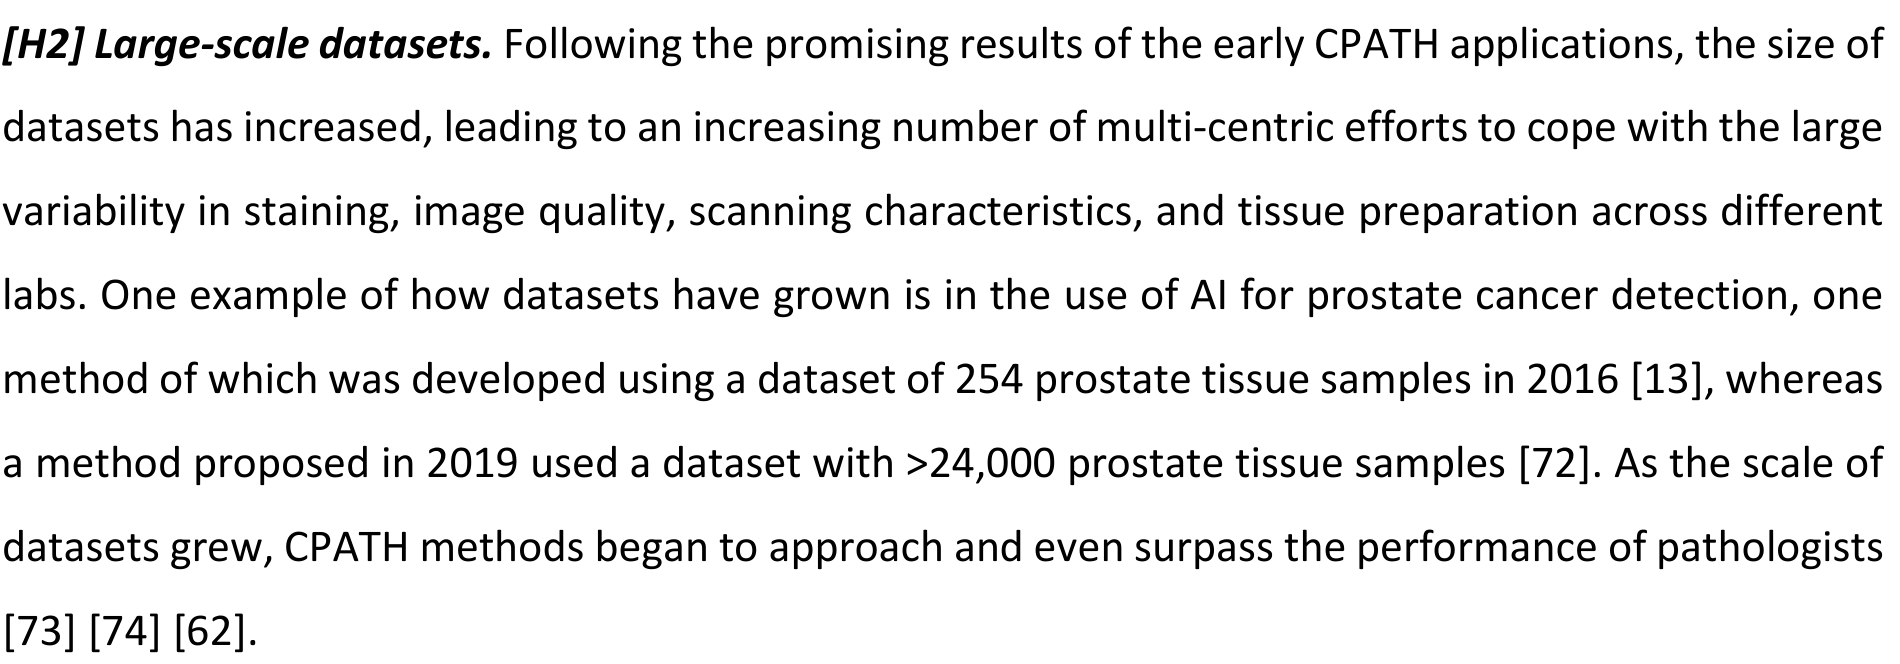 [H2] Large-scale datasets. Following the promising results of the early CPATH applications, the size of
datasets has increased, leading to an increasing number of multi-centric efforts to cope with the large
variability in staining, image quality, scanning characteristics, and tissue preparation across different
labs. One example of how datasets have grown is in the use of AI for prostate cancer detection, one
method of which was developed using a dataset of 254 prostate tissue samples in 2016 [13], whereas
a method proposed in 2019 used a dataset with >24,000 prostate tissue samples [72]. As the scale of
datasets grew, CPATH methods began to approach and even surpass the performance of pathologists
[73] [74] [62].